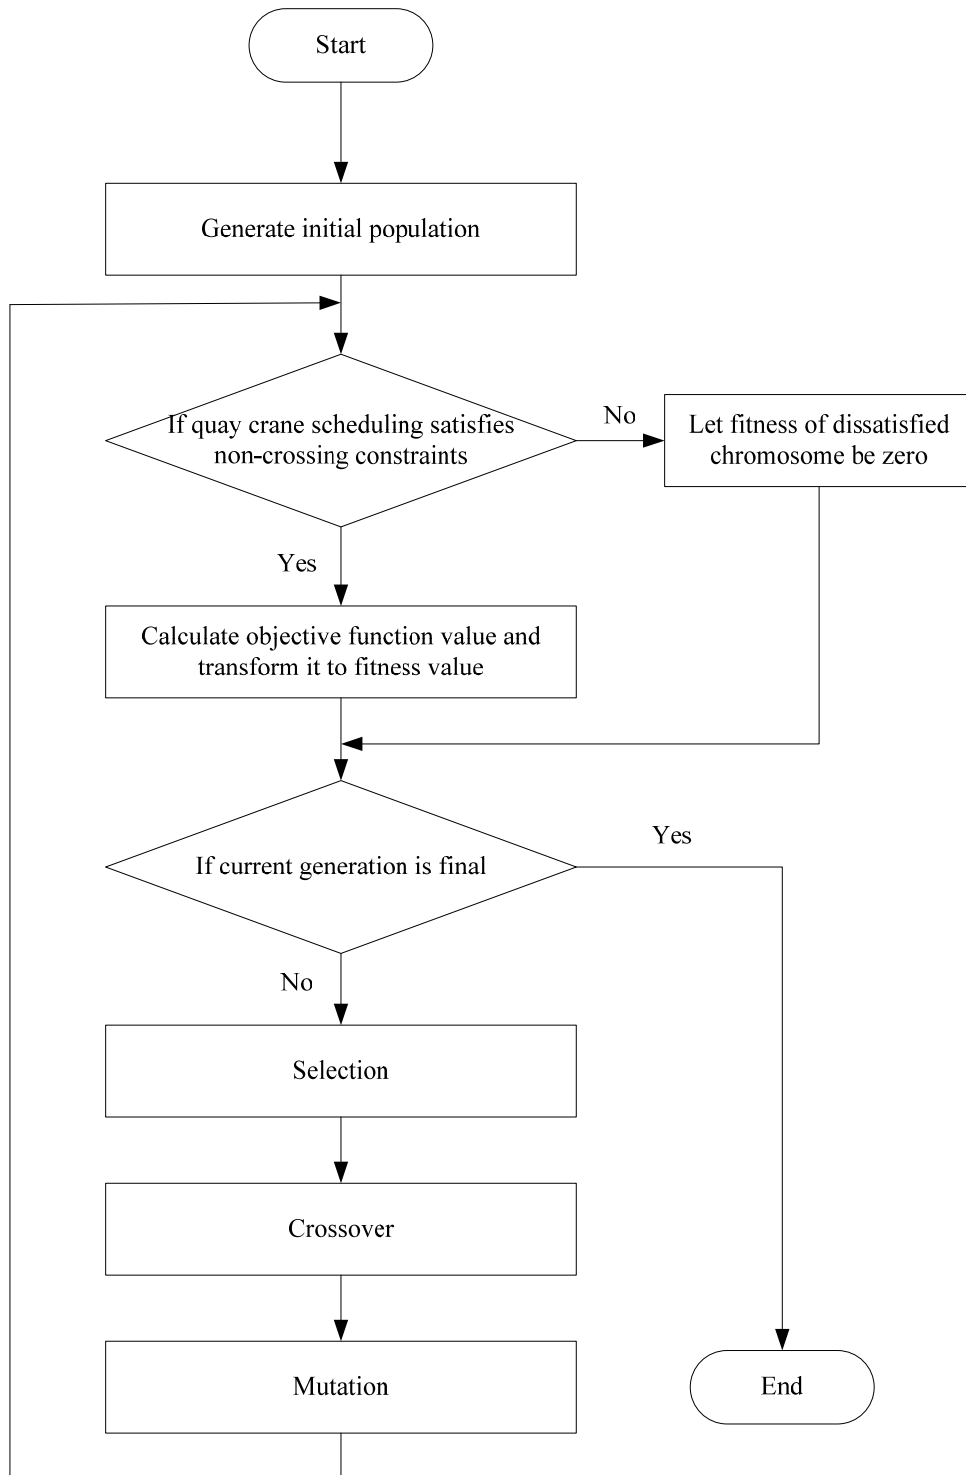 Start
Generate initial population
If quay crane scheduling satisfies
non-crossing constraints
No
Let fitness of dissatisfied
chromosome be zero
Yes
Calculate objective function value and
transform it to fitness value
If current generation is final
Yes
No
Selection
Crossover
Mutation
End